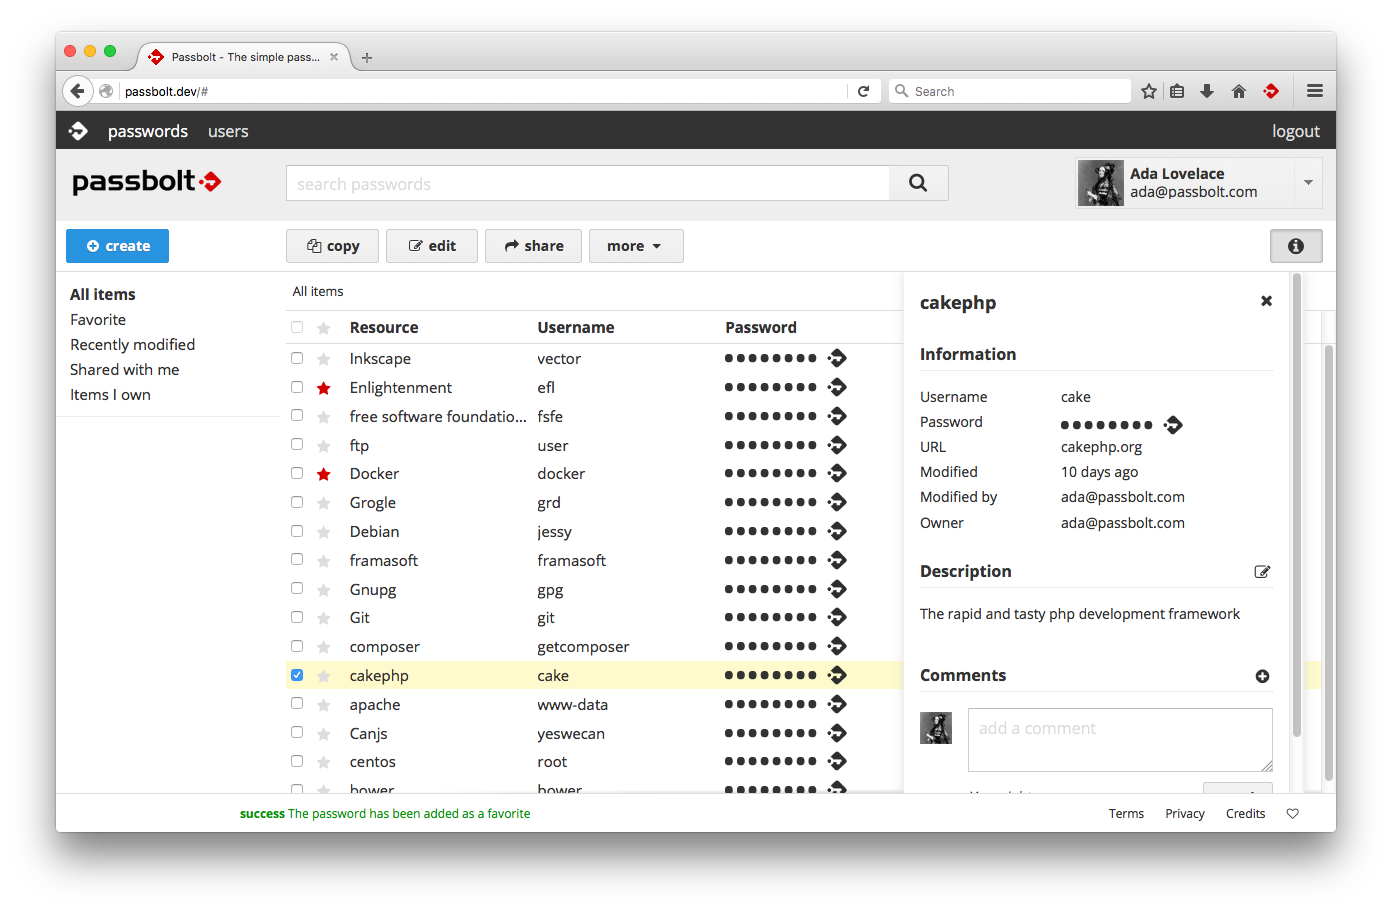 Passbolt - The simple pass...
passbolt.dev/#
Search
passwords users logout
passbolt
search passwords
Ada Lovelace
ada@passbolt.com
create copy edit share more
All items
Favorite
Recently modified
Shared with me
Items I own
All items
Resource Username Password
Inkscape vector
Enlightenment efl
free software foundatio... fsfe
ftp user
Docker docker
Grogle grd
Debian jessy
framasoft framasoft
Gnupg gpg
Git git
composer getcomposer
cakephp cake
apache www-data
Canjs yeswecan
centos root
bower bower
cakephp
Information
Username cake
Password
URL cakephp.org
Modified 10 days ago
Modified by ada@passbolt.com
Owner ada@passbolt.com
Description
The rapid and tasty php development framework
Comments
add a comment
success The password has been added as a favorite
Terms Privacy Credits